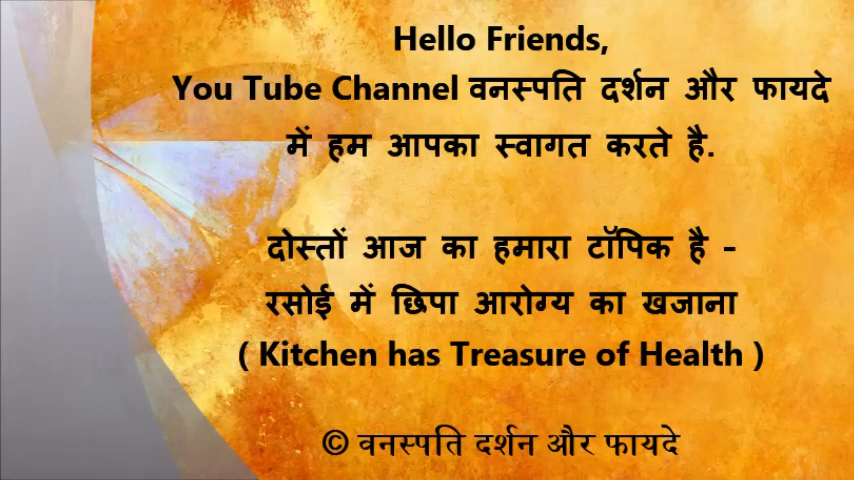 Hello Friends,
You Tube Channel वनस्पति दर्शन और फायदे
में हम आपका स्वागत करते है.
दोस्तों आज का हमारा टॉपिक है -
रसोई में छिपा आरोग्य का खजाना
( Kitchen has Treasure of Health )
© वनस्पति दर्शन और फायदे